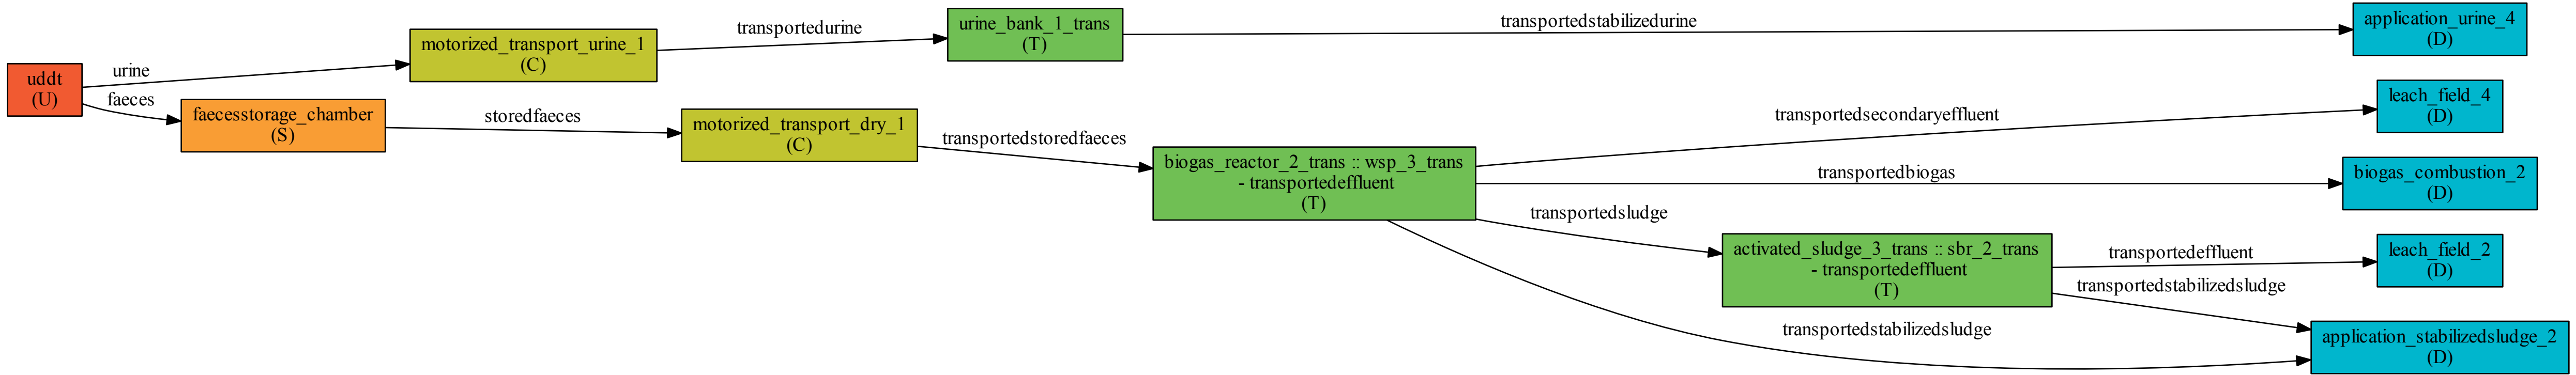 uddt
(U)
urine
faeces
motorized_transport_urine_1
(C)
faecesstorage_chamber
(S)
transportedurine
storedfaeces
motorized_transport_dry_1
(C)
urine_bank_1_trans
(T)
transportedstoredfaeces
biogas_reactor_2_trans :: wsp_3_trans
- transportedeffluent
(T)
transportedstabilizedurine
transportedsecondaryeffluent
transportedbiogas
transportedsludge
activated_sludge_3_trans :: sbr_2_trans
- transportedeffluent
(T)
transportedstabilizedsludge
transportedeffluent
transportedstabilizedsludge
application_urine_4
(D)
leach_field_4
(D)
biogas_combustion_2
(D)
leach_field_2
(D)
application_stabilizedsludge_2
(D)